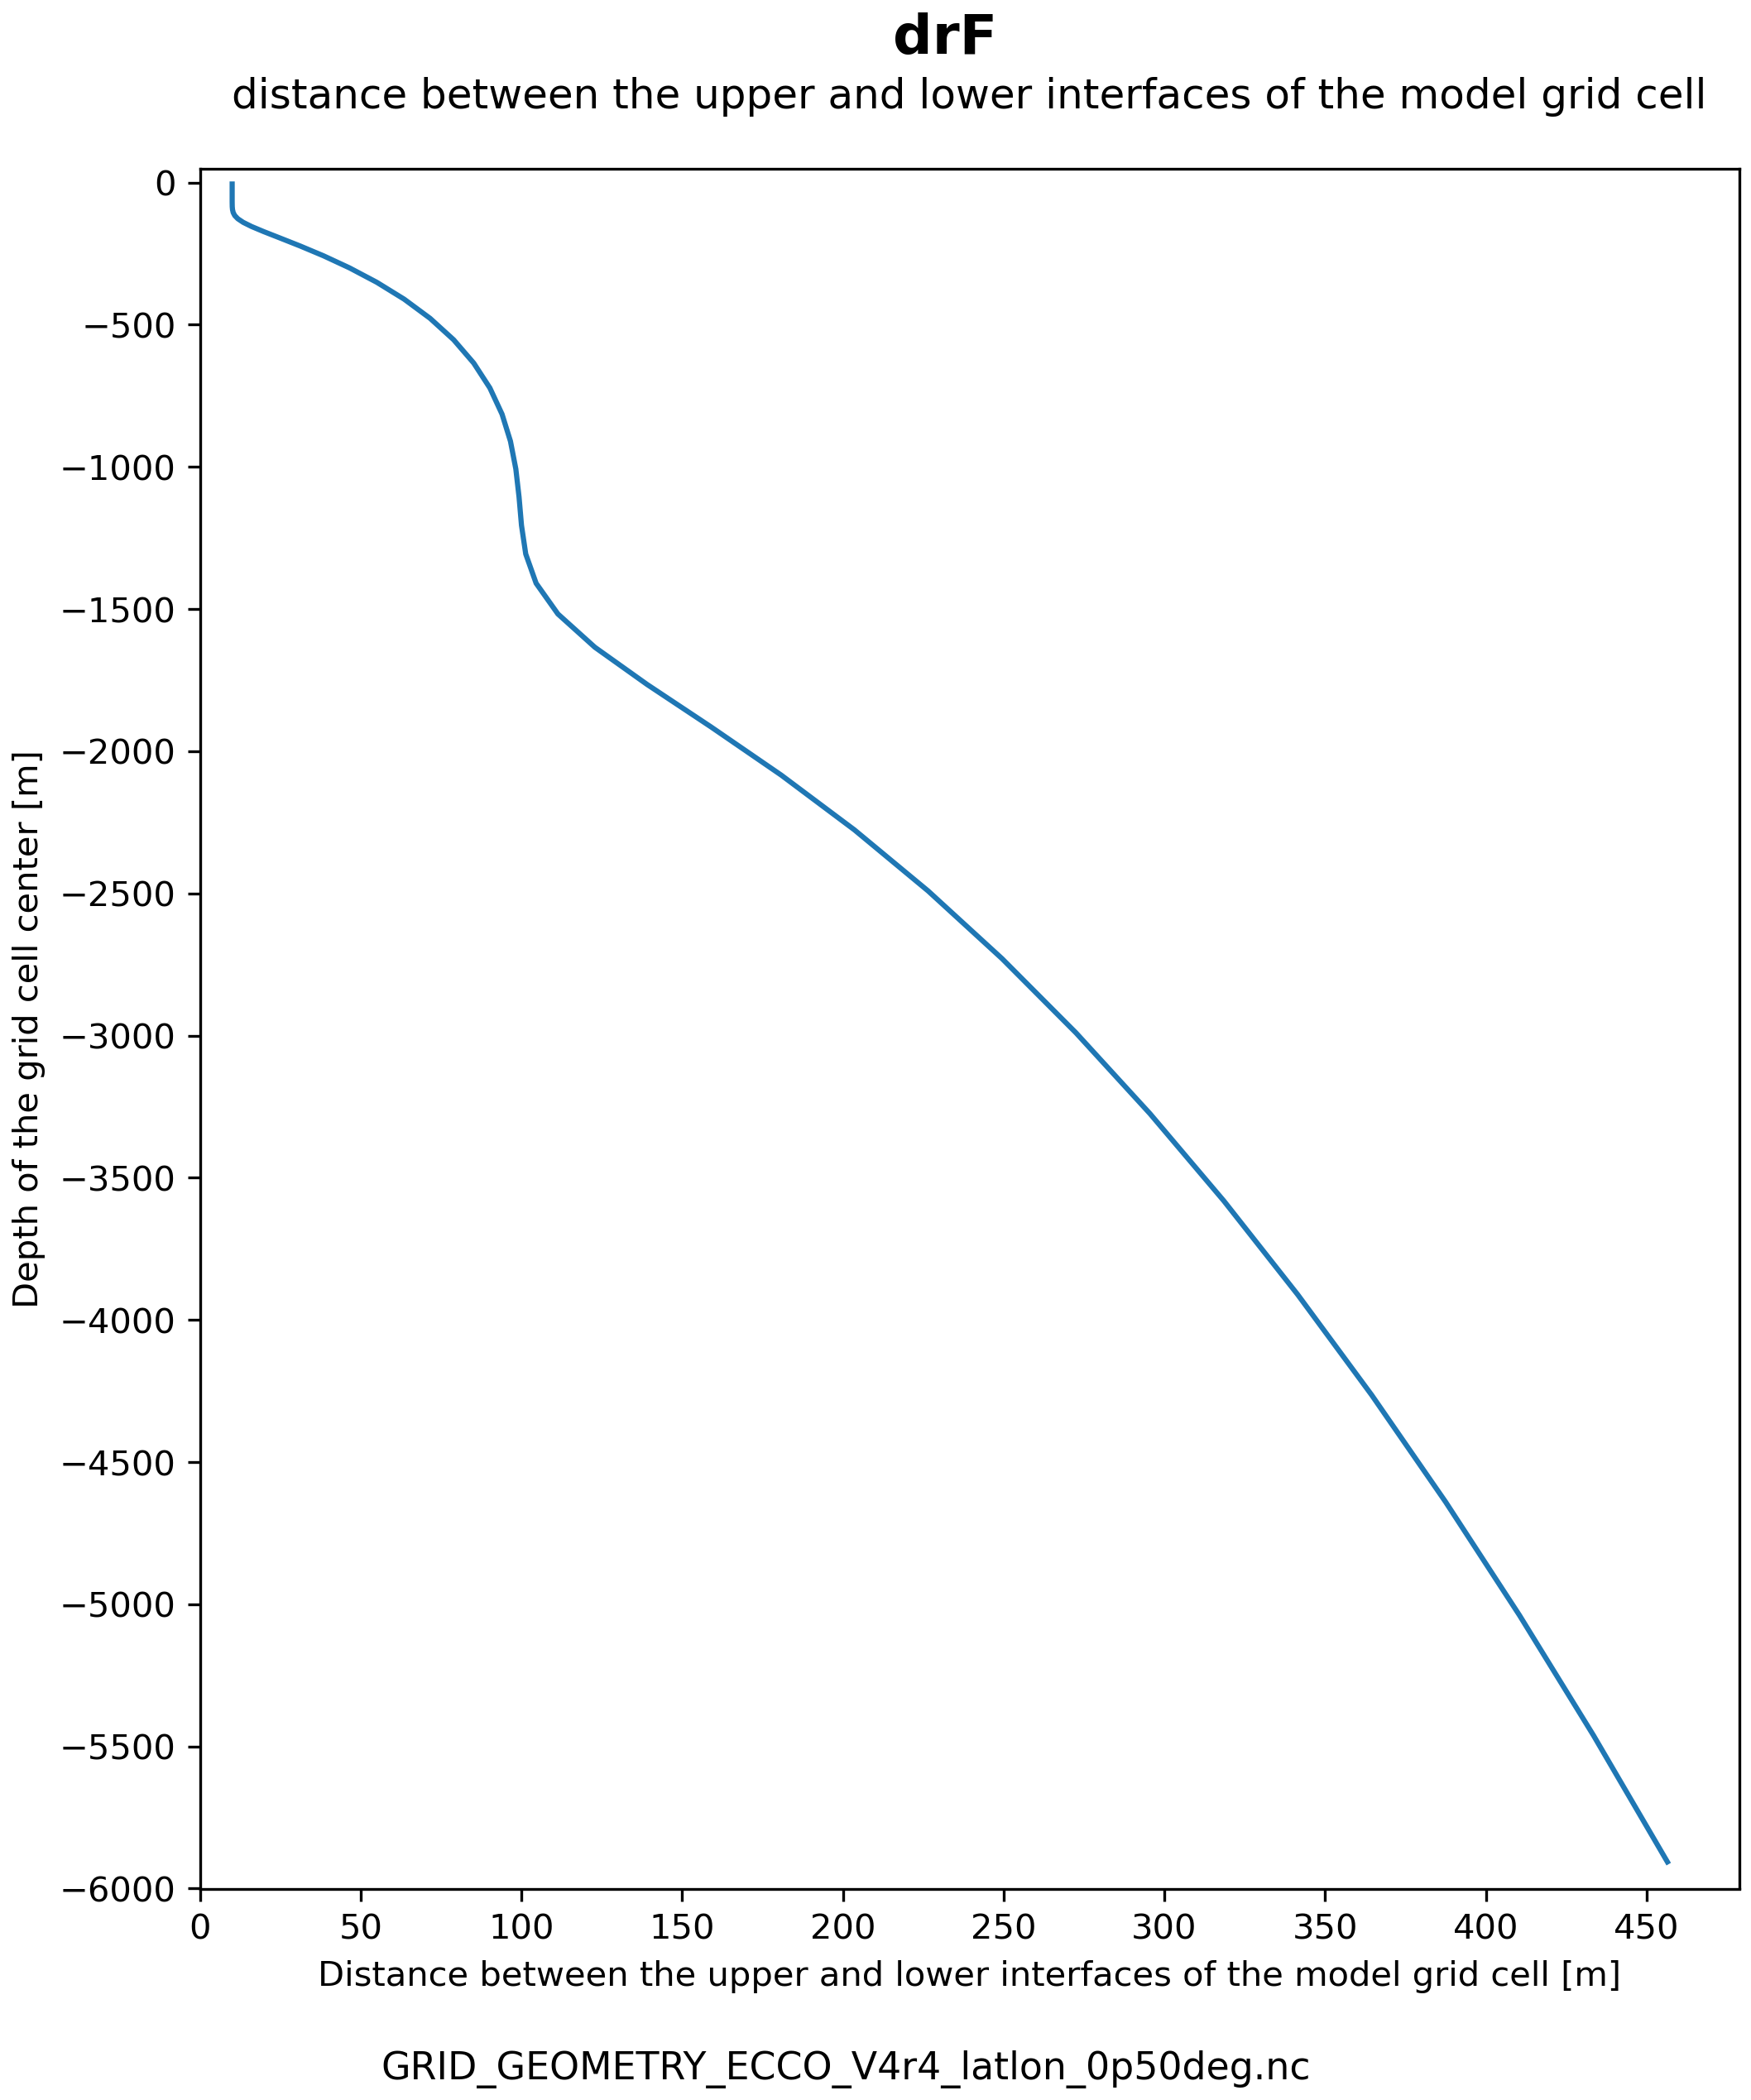 drF
distance between the upper and lower interfaces of the model grid cell
0
−500
−1000
−1500
−2000
−2500
−3000
−3500
−4000
−4500
−5000
−5500
−6000
Depth of the grid cell center [m]
0 50 100 150 200 250 300 350 400 450
Distance between the upper and lower interfaces of the model grid cell [m]
GRID_GEOMETRY_ECCO_V4r4_latlon_0p50deg.nc